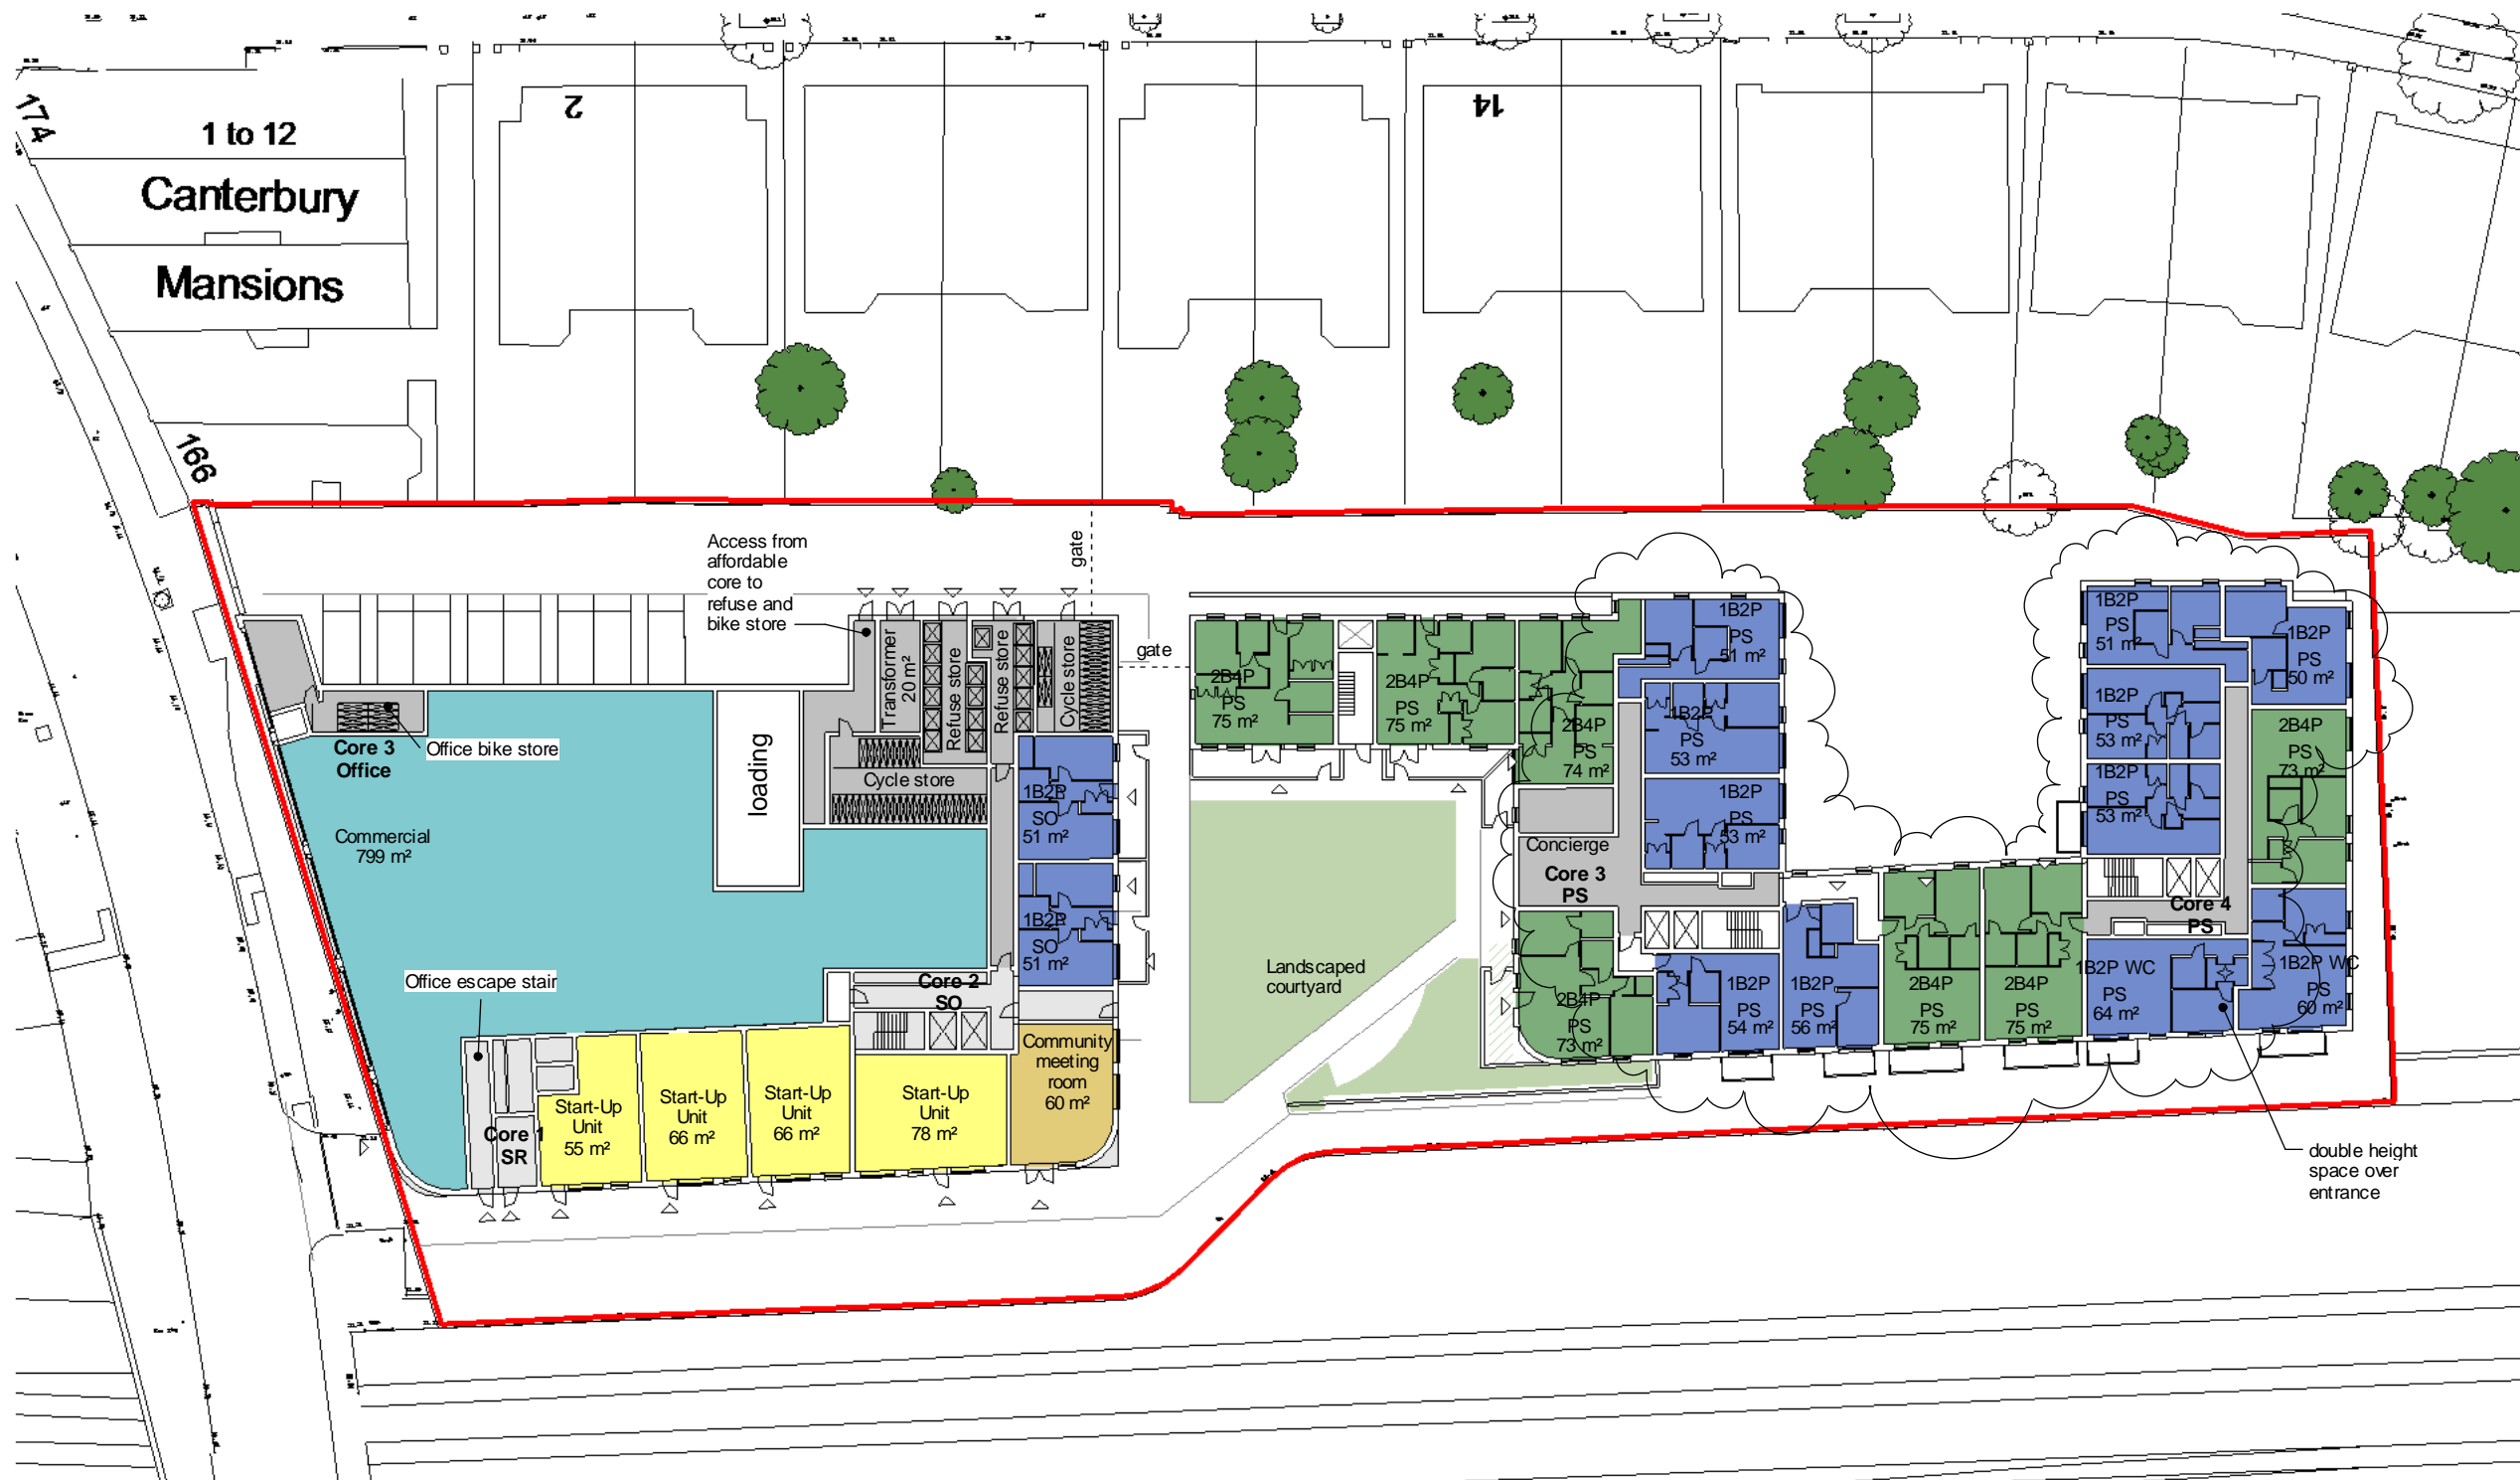 174
1 to 12
Canterbury
Mansions
2
14
166
Access from
affordable
core to
refuse and
bike store
gate
gate
Transformer
20 m²
Refuse store
Refuse store
Cycle store
Cycle store
loading
Core 3
Office
Office bike store
Commercial
799 m²
Office escape stair
Core 2
SO
1B2P
SO
51 m²
1B2P
SO
51 m²
Core 1
SR
Start-Up
Unit
55 m²
Start-Up
Unit
66 m²
Start-Up
Unit
66 m²
Start-Up
Unit
78 m²
Community
meeting
room
60 m²
Landscaped
courtyard
2B4P
PS
75 m²
2B4P
PS
75 m²
2B4P
PS
74 m²
1B2P
PS
51 m²
1B2P
PS
53 m²
1B2P
PS
53 m²
Concierge
Core 3
PS
2B4P
PS
73 m²
1B2P
PS
54 m²
1B2P
PS
56 m²
2B4P
PS
75 m²
2B4P
PS
75 m²
1B2P
PS
51 m²
1B2P
PS
50 m²
1B2P
PS
53 m²
1B2P
PS
53 m²
2B4P
PS
73 m²
Core 4
PS
1B2P WC
PS
64 m²
1B2P WC
PS
60 m²
double height
space over
entrance